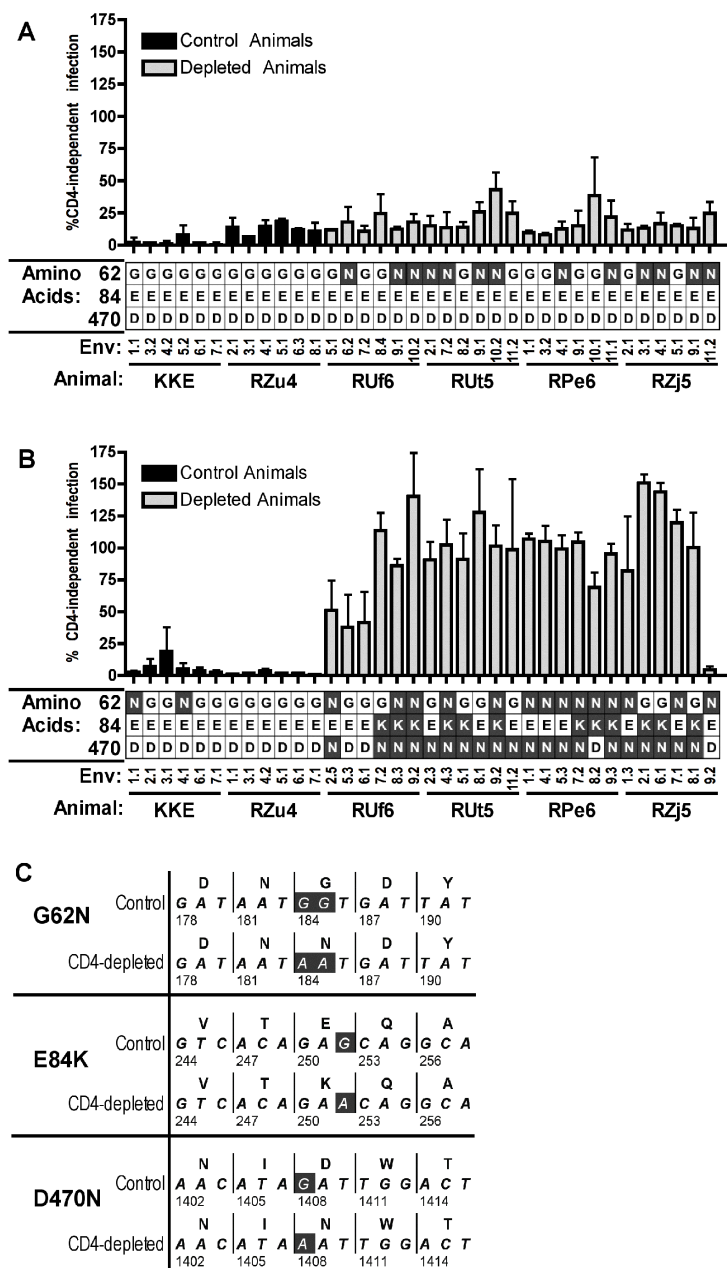 A
%CD4-independent infection
175
150
125
100
75
50
25
0
Control Animals
Depleted Animals
Amino 62 G G G G G G G G G G G G G N G G N N N N G N N G G G N G G N G N N G N N
Acids: 84 E E E E E E E E E E E E E E E E E E E E E E E E E E E E E E E E E E E E
470 D D D D D D D D D D D D D D D D D D D D D D D D D D D D D D D D D D D D
Env: 1.1 3.2 4.2 5.2 6.1 7.1 2.1 3.1 4.1 5.1 6.3 8.1 5.1 6.2 7.2 8.4 9.1 10.2 2.1 7.2 8.2 9.1 10.2 11.2 1.1 3.2 4.1 9.1 10.1 11.1 2.1 3.1 4.1 5.1 9.1 11.2
Animal: KKE RZu4 RUf6 RUt5 RPe6 RZj5
B
% CD4-independent infection
175
150
125
100
75
50
25
0
Control Animals
Depleted Animals
Amino 62 N G G N G G G G G G G G N G G G N N G N G G N G N N N N N N N G G N G N
Acids: 84 E E E E E E E E E E E E E E E K K K E K K E K E E E E K K K E K K E K E
470 D D D D D D D D D D D D N D D N N N N N N N N N N N N N D N N N N N N D
Env: 1.1 2.1 3.1 4.1 6.1 7.1 1.1 3.1 4.2 5.1 6.1 7.1 2.5 5.3 6.1 7.2 8.3 9.2 2.3 4.3 5.1 8.1 9.2 11.2 1.1 4.1 5.3 7.2 8.2 9.3 1.3 2.1 6.1 7.1 8.1 9.2
Animal: KKE RZu4 RUf6 RUt5 RPe6 RZj5
C
G62N
D N G D Y
Control G A T A A T G G T G A T T A T
178 181 184 187 190
D N N D Y
CD4-depleted G A T A A T A A T G A T T A T
178 181 184 187 190
E84K
V T E Q A
Control G T C A C A G A G C A G G C A
244 247 250 253 256
V T K Q A
CD4-depleted G T C A C A G A A C A G G C A
244 247 250 253 256
D470N
N I D W T
Control A A C A T A G A T T G G A C T
1402 1405 1408 1411 1414
N I N W T
CD4-depleted A A C A T A A A T T G G A C T
1402 1405 1408 1411 1414